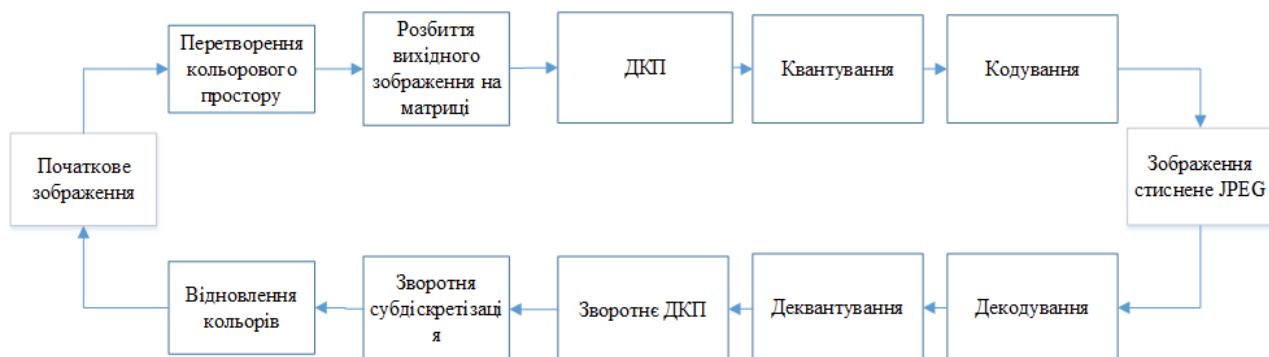 Перетворення
кольорового
простору
Розбиття
вихідного
зображення на
матриці
ДКП
Квантування
Кодування
Початкове
зображення
Зображення
стиснене JPEG
Відновлення
кольорів
Зворотня
субдіскретізаці
я
Зворотнє ДКП
Деквантування
Декодування